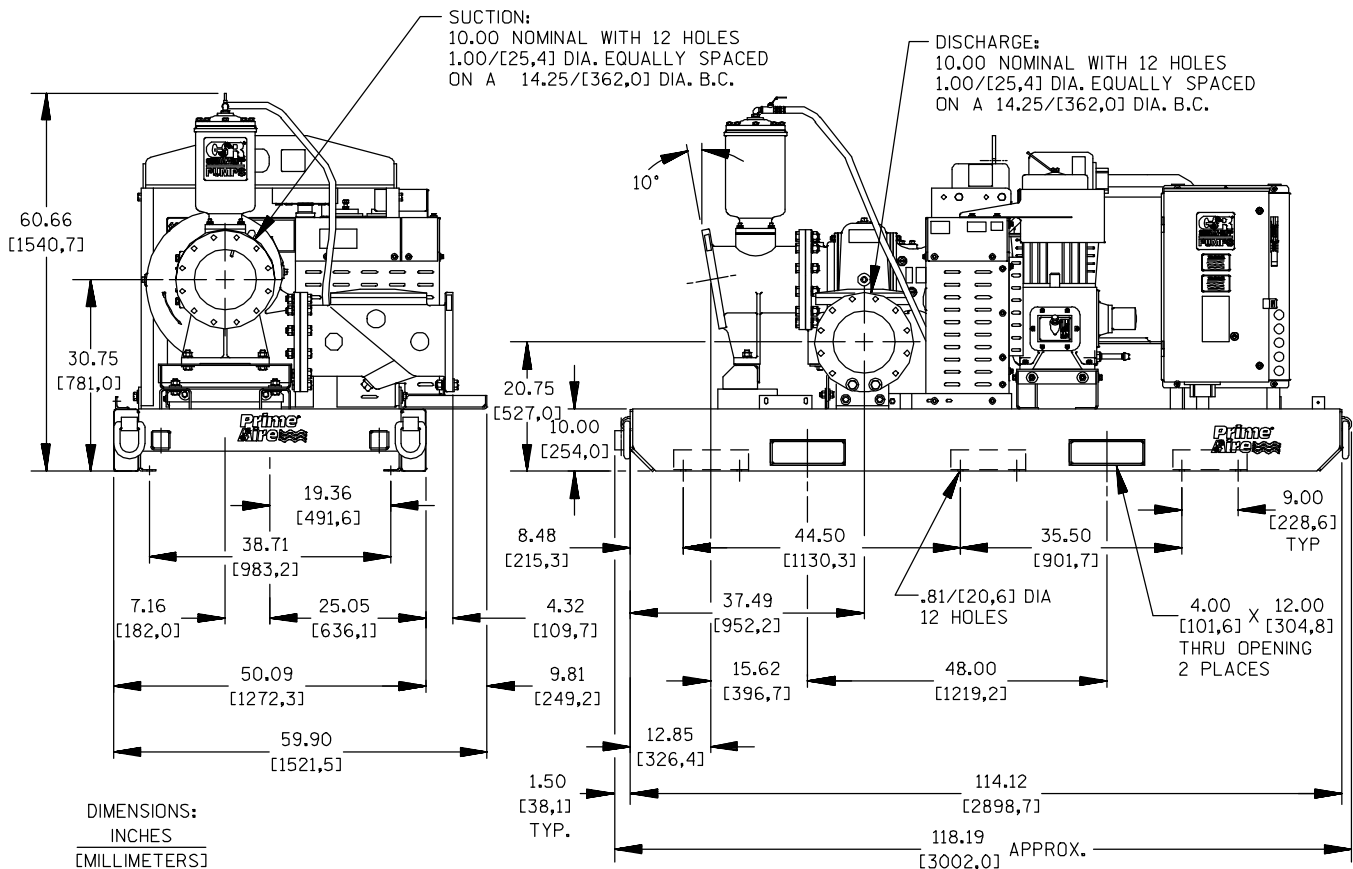 SUCTION:
10.00 NOMINAL WITH 12 HOLES
1.00/[25,4] DIA. EQUALLY SPACED
ON A 14.25/[362,0] DIA. B.C.
DISCHARGE:
10.00 NOMINAL WITH 12 HOLES
1.00/[25,4] DIA. EQUALLY SPACED
ON A 14.25/[362,0] DIA. B.C.
10°
60.66
[1540,7]
30.75
[781,0]
GR
PUMPS
Prime
Aire
19.36
[491,6]
38.71
[983,2]
7.16
[182,0]
25.05
[636,1]
4.32
[109,7]
50.09
[1272,3]
9.81
[249,2]
59.90
[1521,5]
GR
PUMPS
20.75
[527,0]
10.00
[254,0]
Prime
Aire
8.48
[215,3]
44.50
[1130,3]
35.50
[901,7]
9.00
[228,6]
TYP
37.49
[952,2]
.81/[20,6] DIA
12 HOLES
4.00 X 12.00
[101,6] [304,8]
THRU OPENING
2 PLACES
15.62
[396,7]
48.00
[1219,2]
12.85
[326,4]
1.50
[38,1]
TYP.
114.12
[2898,7]
118.19 APPROX.
[3002,0]
DIMENSIONS:
INCHES
[MILLIMETERS]